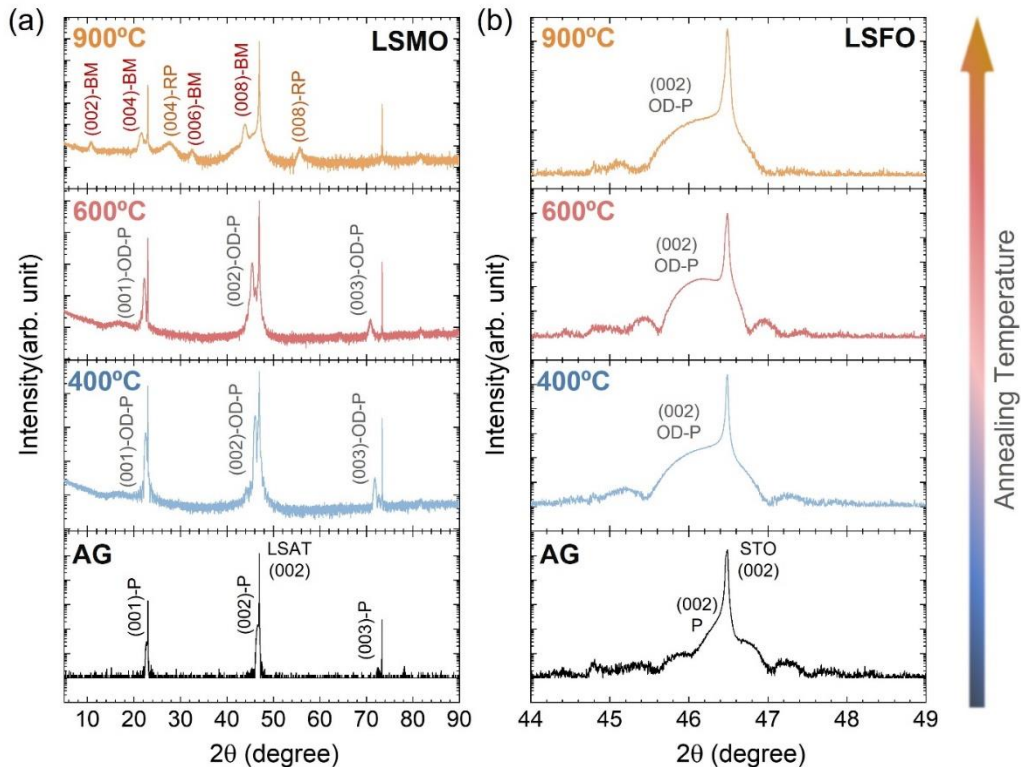 (a)
900ºC
LSMO
(002)-BM
(004)-BM
(004)-RP
(006)-BM
(008)-BM
(008)-RP
600ºC
(001)-OD-P
(002)-OD-P
(003)-OD-P
400ºC
(001)-OD-P
(002)-OD-P
(003)-OD-P
AG
LSAT
(002)
(001)-P
(002)-P
(003)-P
Intensity(arb. unit)
10 20 30 40 50 60 70 80 90
2θ (degree)
(b)
900ºC
LSFO
(002)
OD-P
600ºC
(002)
OD-P
400ºC
(002)
OD-P
AG
STO
(002)
(002)
P
Intensity(arb. unit)
44 45 46 47 48 49
2θ (degree)
Annealing Temperature